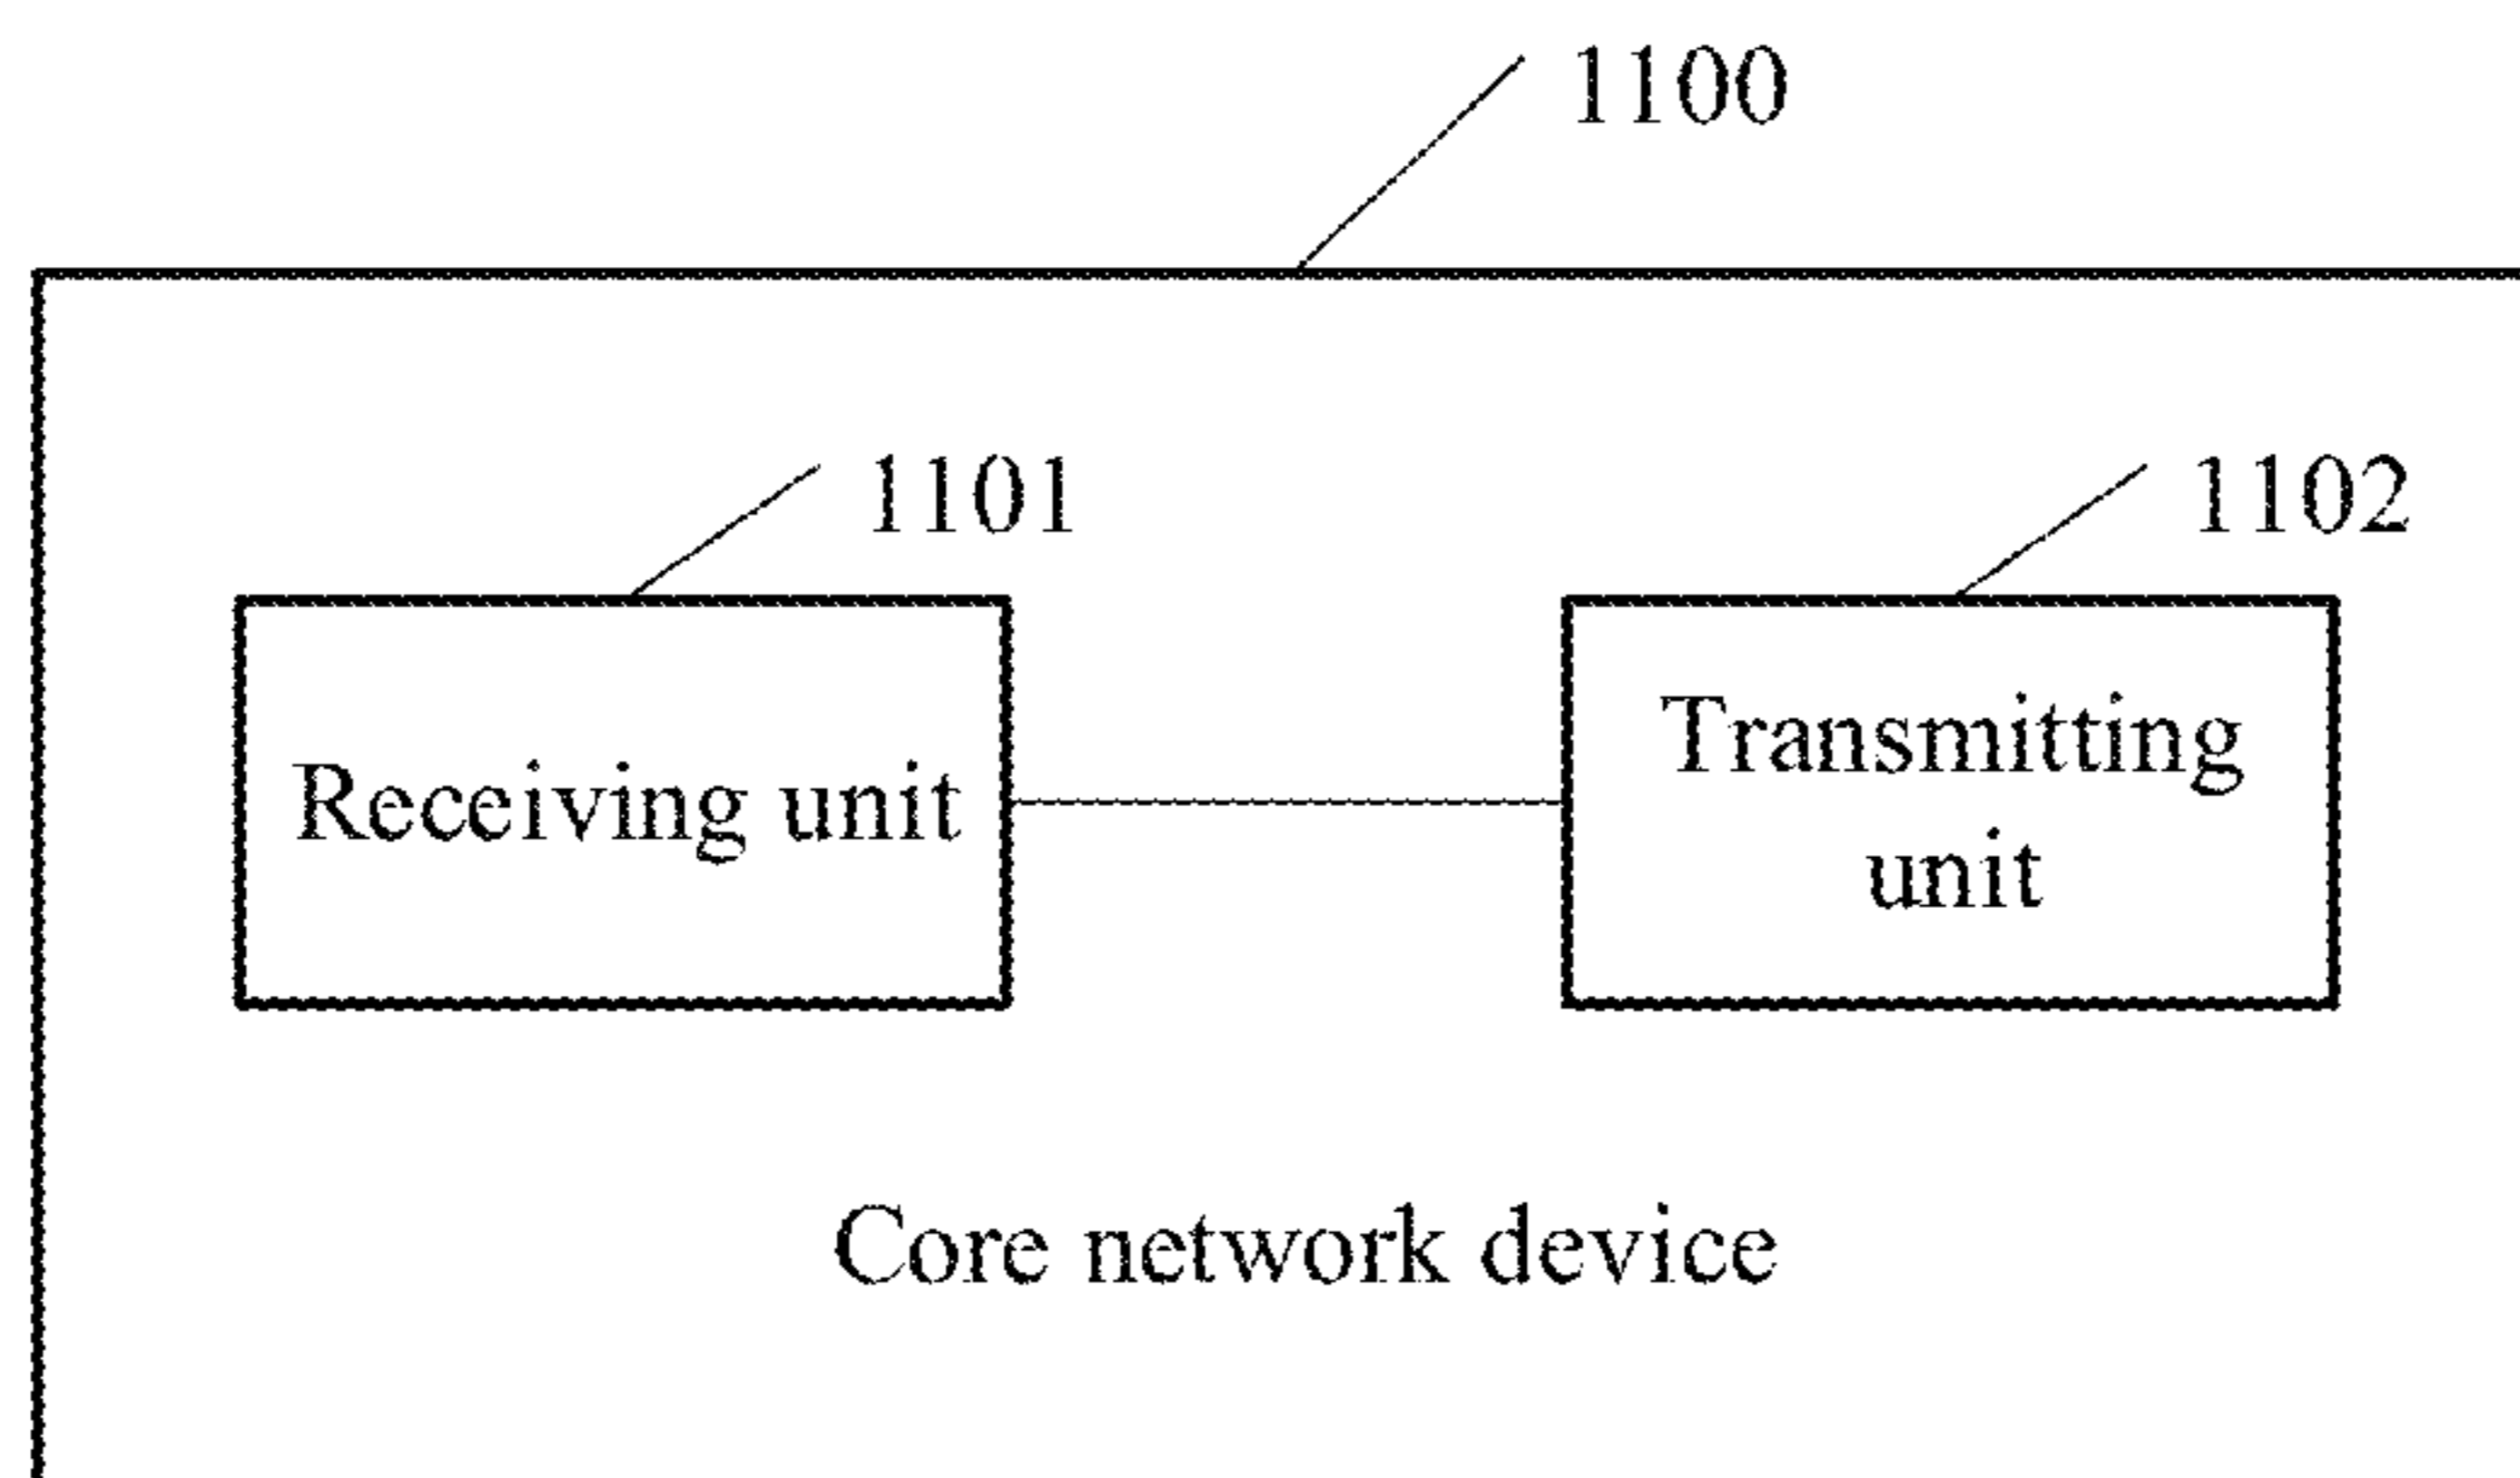 1100
1101
1102
Receiving unit
Transmitting
unit
Core network device